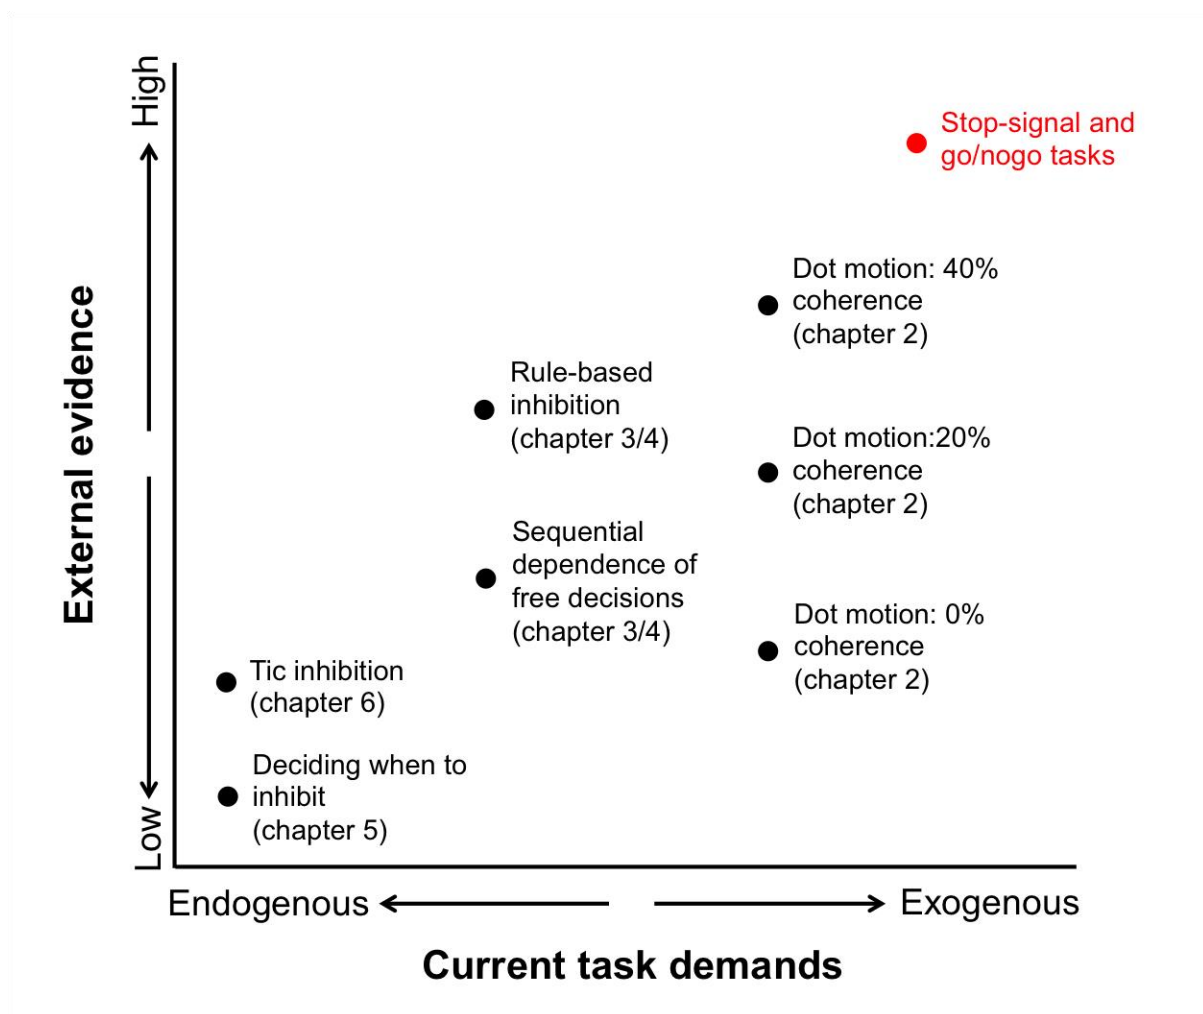 High
External evidence
Low
Stop-signal and
go/nogo tasks
Dot motion: 40%
coherence
(chapter 2)
Rule-based
inhibition
(chapter 3/4)
Dot motion:20%
coherence
(chapter 2)
Sequential
dependence of
free decisions
(chapter 3/4)
Dot motion: 0%
coherence
(chapter 2)
Tic inhibition
(chapter 6)
Deciding when to
inhibit
(chapter 5)
Endogenous
Exogenous
Current task demands